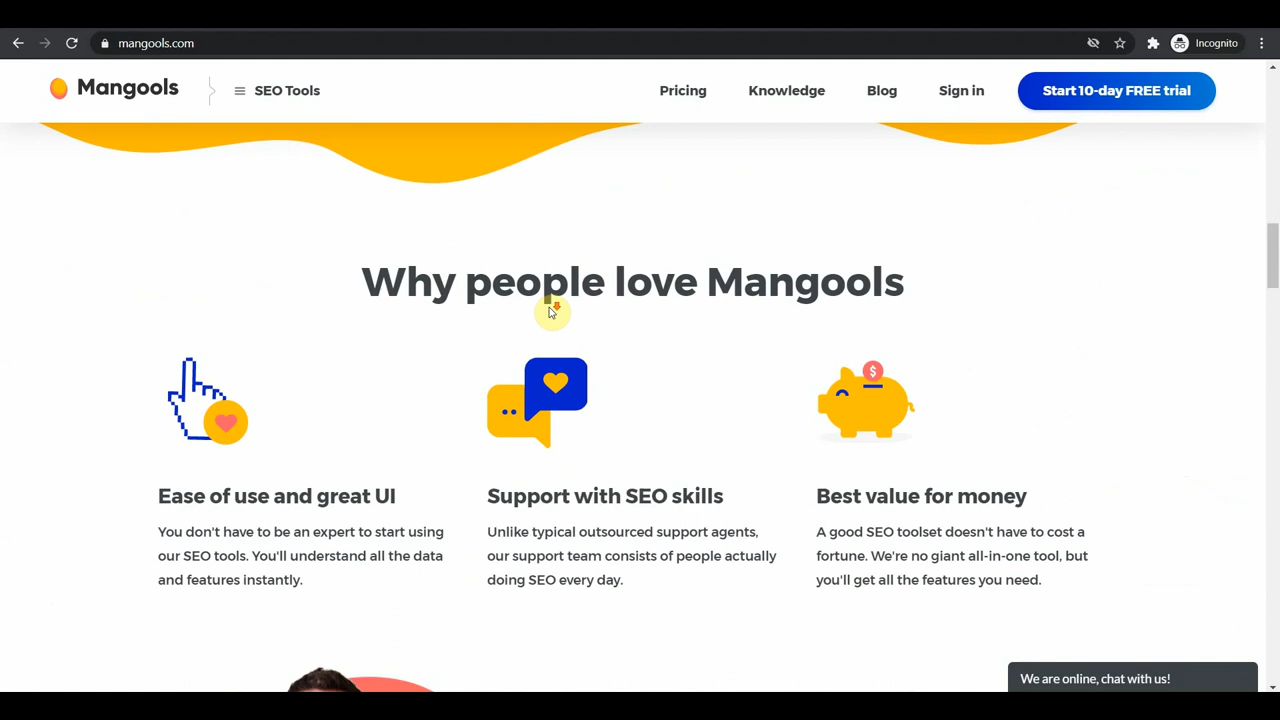 mangools.com
Incognito
Mangools
SEO Tools
Pricing
Knowledge
Blog
Sign in
Start 10-day FREE trial
Why people love Mangools
$
Ease of use and great UI
You don't have to be an expert to start using
our SEO tools. You'll understand all the data
and features instantly.
Support with SEO skills
Unlike typical outsourced support agents,
our support team consists of people actually
doing SEO every day.
Best value for money
A good SEO toolset doesn't have to cost a
fortune. We're no giant all-in-one tool, but
you'll get all the features you need.
We are online, chat with us!